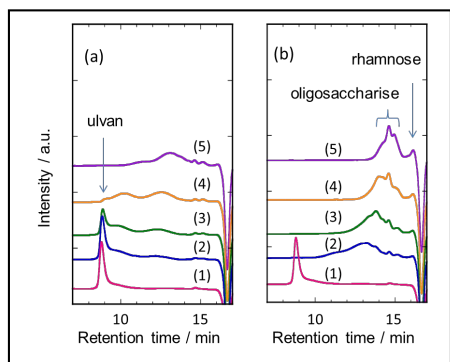 (a)
ulvan
(5)
(4)
(3)
(2)
(1)
Intensity / a.u.
10
15
Retention time / min
(b)
rhamnose
oligosaccharise
(5)
(4)
(3)
(2)
(1)
10
15
Retention time / min